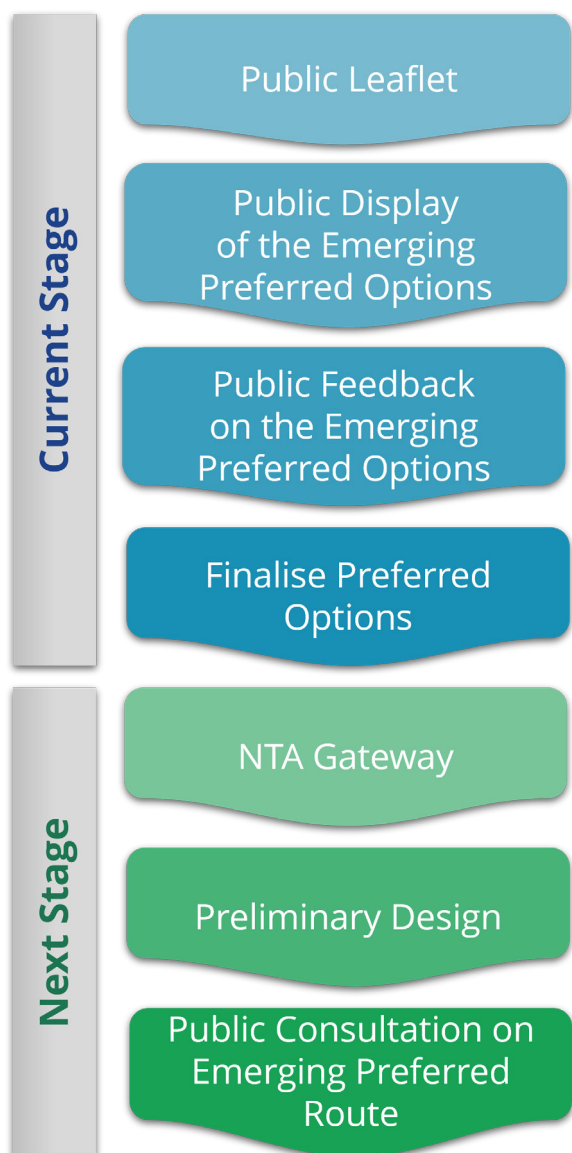 Current Stage
Public Leaflet
Public Display
of the Emerging
Preferred Options
Public Feedback
on the Emerging
Preferred Options
Finalise Preferred
Options
Next Stage
NTA Gateway
Preliminary Design
Public Consultation on
Emerging Preferred
Route